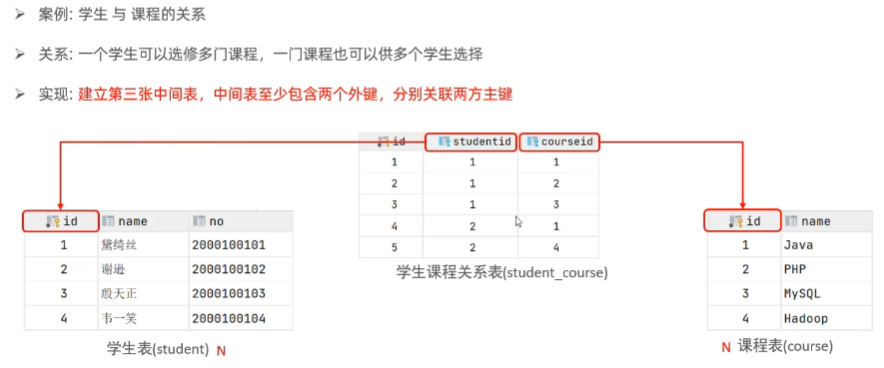 案例: 学生 与 课程的关系
关系: 一个学生可以选修多门课程，一门课程也可以供多个学生选择
实现: 建立第三张中间表，中间表至少包含两个外键，分别关联两方主键
id studentid courseid
1 1 1
2 1 2
3 1 3
4 2 1
5 2 4
学生课程关系表(student_course)
id name no
1 黛绮丝 2000100101
2 谢逊 2000100102
3 殷天正 2000100103
4 韦一笑 2000100104
学生表(student) N
id name
1 Java
2 PHP
3 MySQL
4 Hadoop
N 课程表(course)